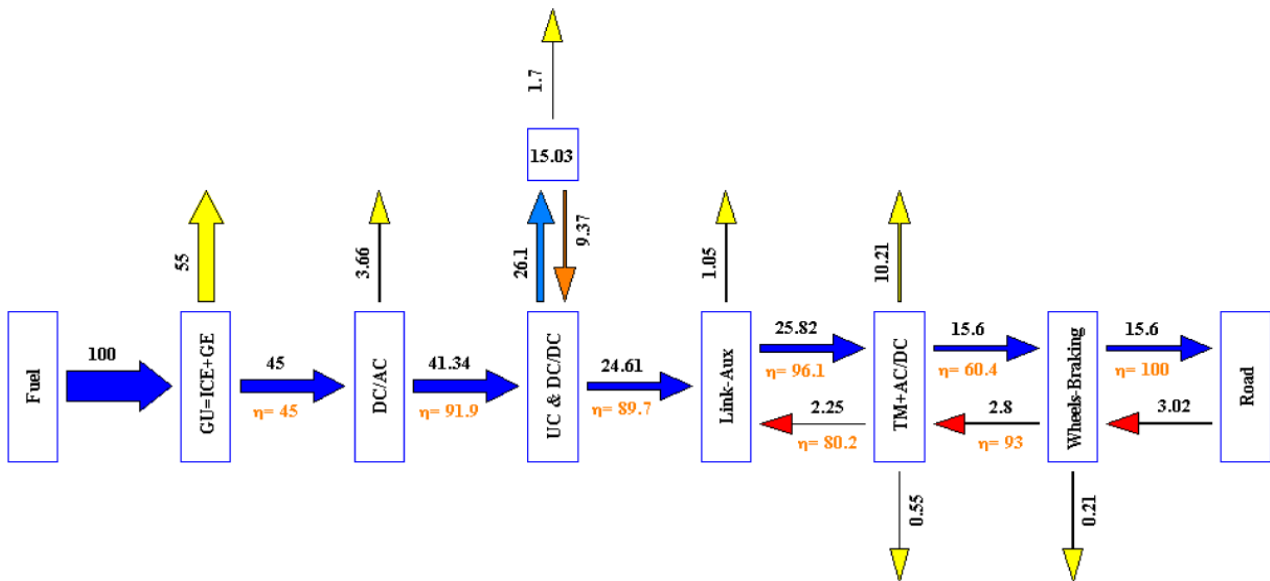 1.7
15.03
55
3.66
26.1
9.37
1.05
10.21
Fuel
100
GU=ICE+GE
45
η= 45
DC/AC
41.34
η= 91.9
UC & DC/DC
24.61
η= 89.7
Link-Aux
25.82
η= 96.1
2.25
η= 80.2
TM+AC/DC
15.6
η= 60.4
2.8
η= 93
Wheels-Braking
15.6
η= 100
3.02
Road
0.55
0.21